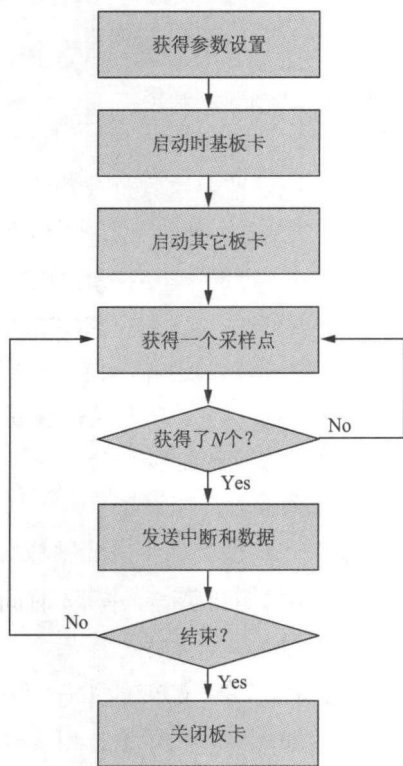 获得参数设置
启动时基板卡
启动其它板卡
获得一个采样点
获得了N个？
No
Yes
发送中断和数据
No
结束？
Yes
关闭板卡